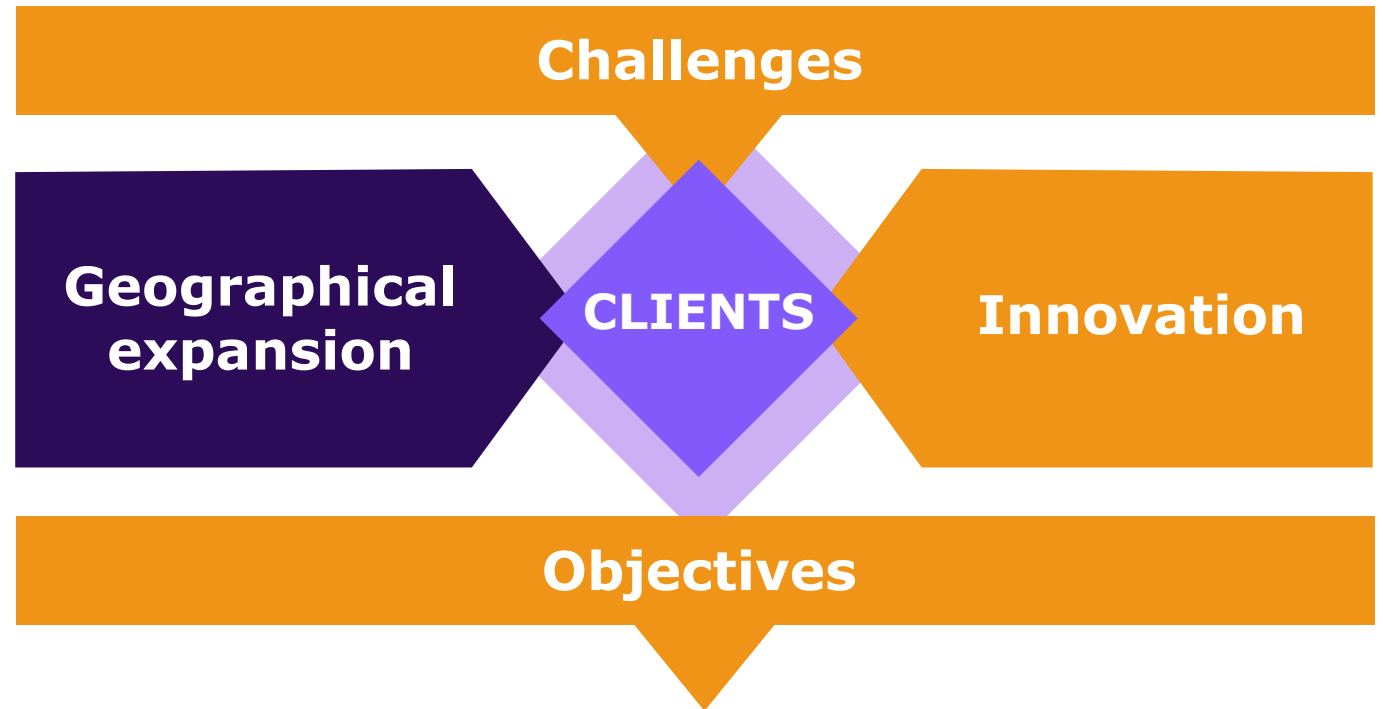 Challenges
Geographical
expansion
CLIENTS
Innovation
Objectives